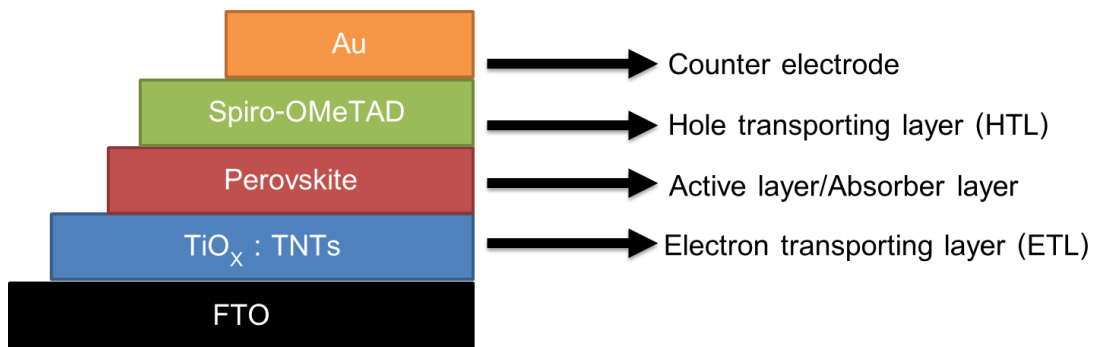 Au
Counter electrode
Spiro-OMeTAD
Hole transporting layer (HTL)
Perovskite
Active layer/Absorber layer
TiOX : TNTs
Electron transporting layer (ETL)
FTO